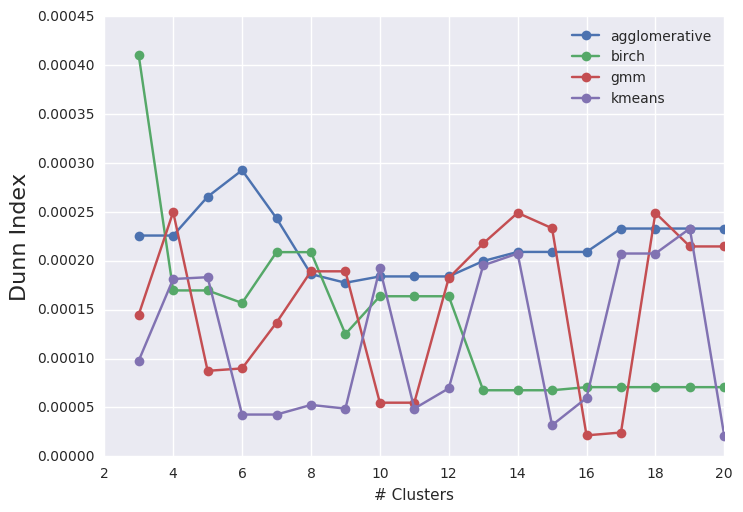 0.00045
0.00040
0.00035
0.00030
0.00025
0.00020
0.00015
0.00010
0.00005
0.00000
Dunn Index
agglomerative
birch
gmm
kmeans
2 4 6 8 10 12 14 16 18 20
# Clusters